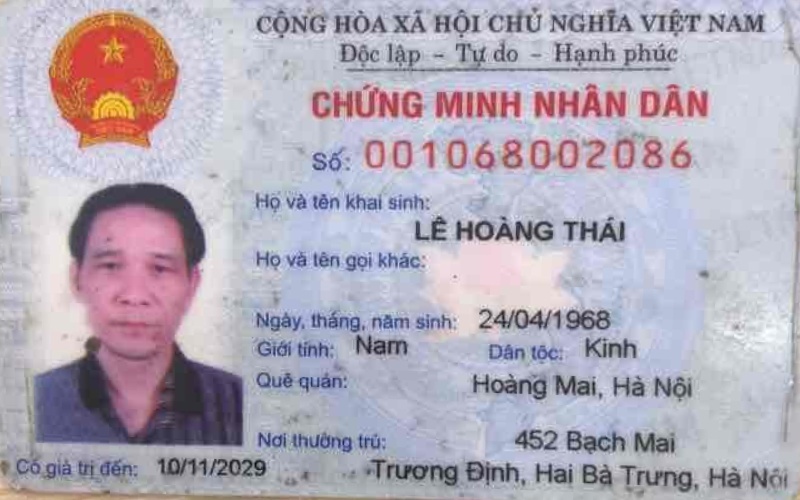 CỘNG HÒA XÃ HỘI CHỦ NGHĨA VIỆT NAM
Độc lập - Tự do - Hạnh phúc
CHỨNG MINH NHÂN DÂN
Số: 001068002086
Họ và tên khai sinh:
LÊ HOÀNG THÁI
Họ và tên gọi khác:
Ngày, tháng, năm sinh: 24/04/1968
Giới tính: Nam Dân tộc: Kinh
Quê quán: Hoàng Mai, Hà Nội
Nơi thường trú: 452 Bạch Mai
Có giá trị đến: 10/11/2029 Trương Định, Hai Bà Trưng, Hà Nội